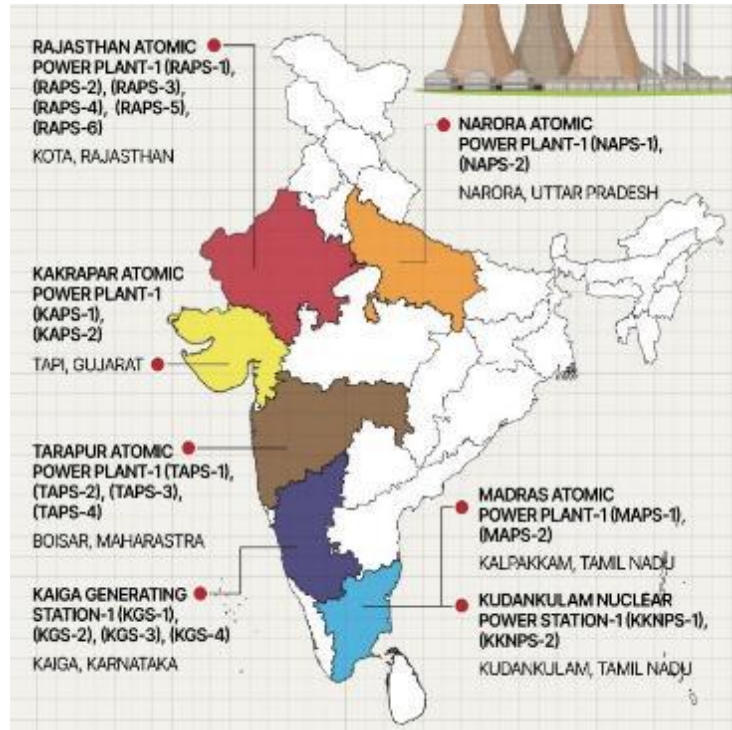 RAJASTHAN ATOMIC
POWER PLANT-1 (RAPS-1),
(RAPS-2), (RAPS-3),
(RAPS-4), (RAPS-5),
(RAPS-6)
KOTA, RAJASTHAN
NARORA ATOMIC
POWER PLANT-1 (NAPS-1),
(NAPS-2)
NARORA, UTTAR PRADESH
KAKRAPAR ATOMIC
POWER PLANT-1
(KAPS-1),
(KAPS-2)
TAPI, GUJARAT
TARAPUR ATOMIC
POWER PLANT-1 (TAPS-1),
(TAPS-2), (TAPS-3),
(TAPS-4)
BOISAR, MAHARASTRA
MADRAS ATOMIC
POWER PLANT-1 (MAPS-1),
(MAPS-2)
KALPAKKAM, TAMIL NADU
KAIGA GENERATING
STATION-1 (KGS-1),
(KGS-2), (KGS-3), (KGS-4)
KAIGA, KARNATAKA
KUDANKULAM NUCLEAR
POWER STATION-1 (KKNPS-1),
(KKNPS-2)
KUDANKULAM, TAMIL NADU